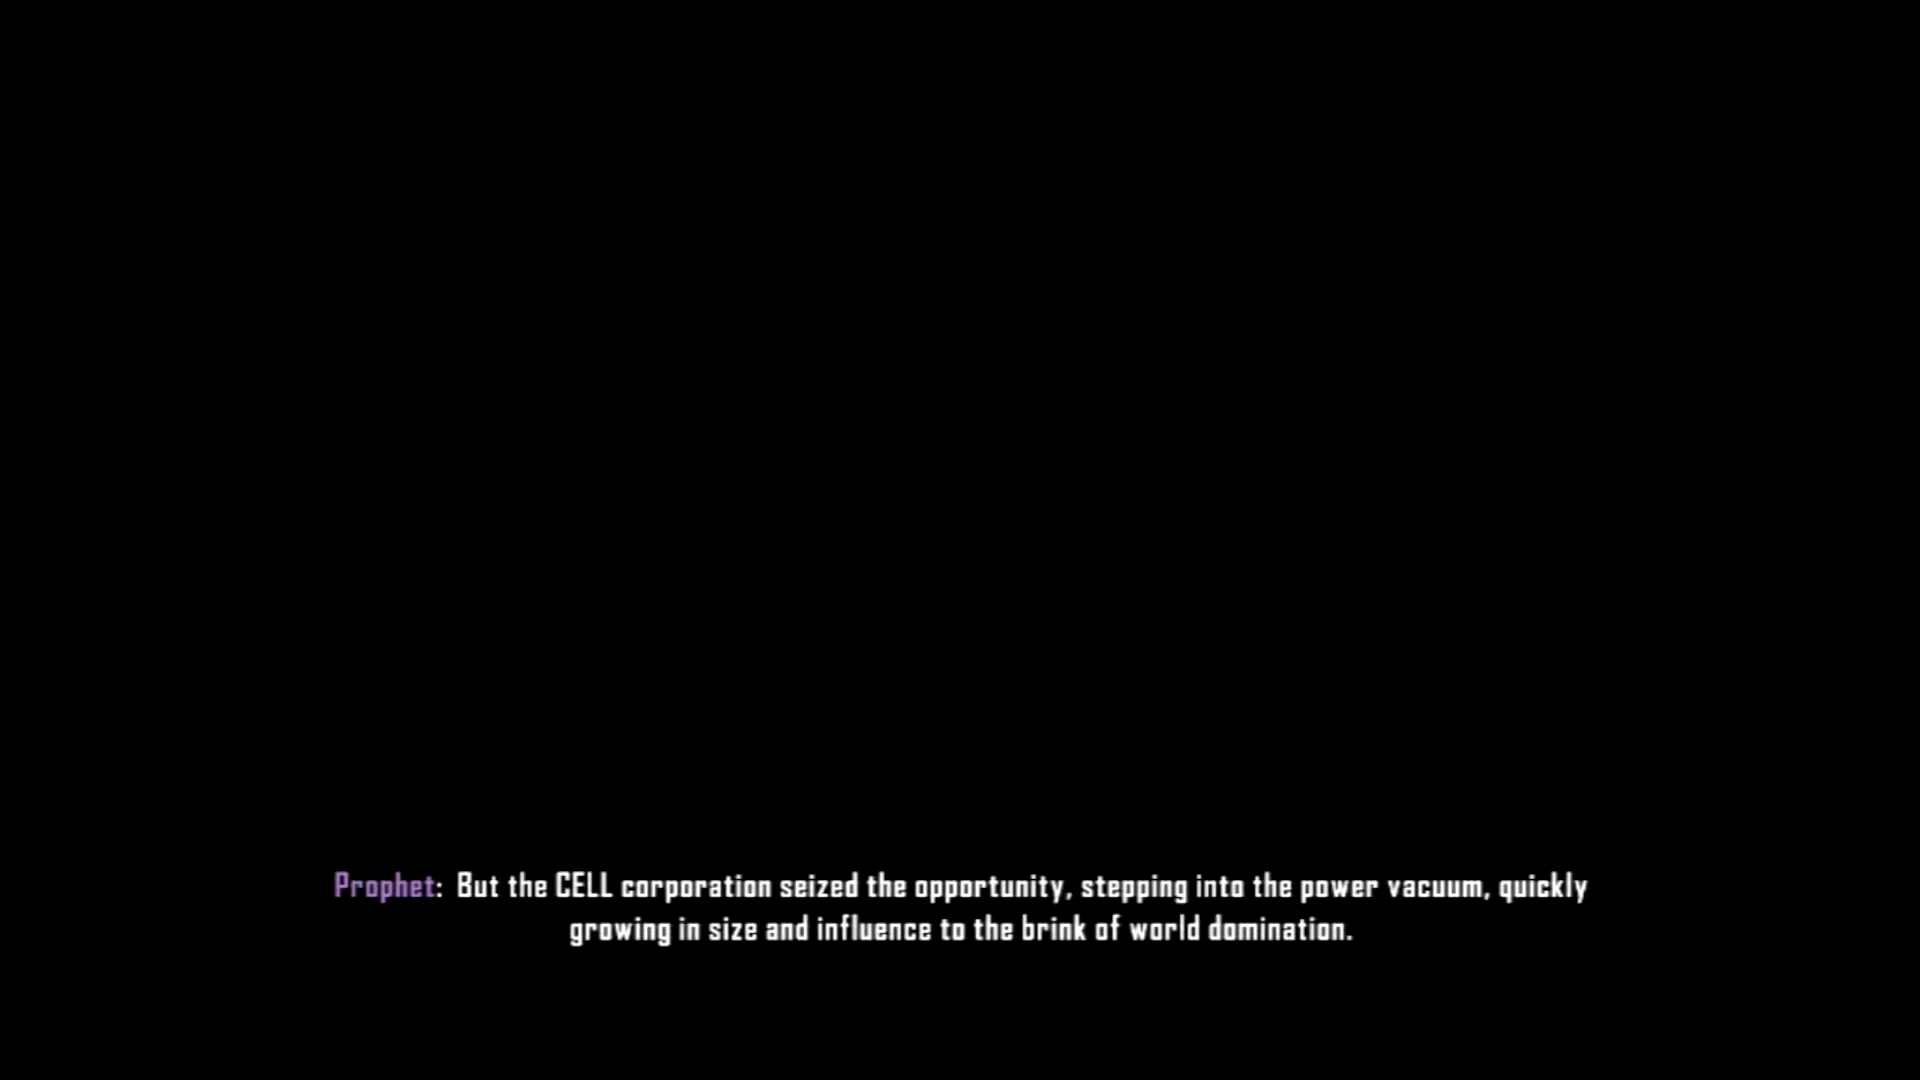 Prophet: But the CELL corporation seized the opportunity, stepping into the power vacuum, quickly
growing in size and influence to the brink of world domination.